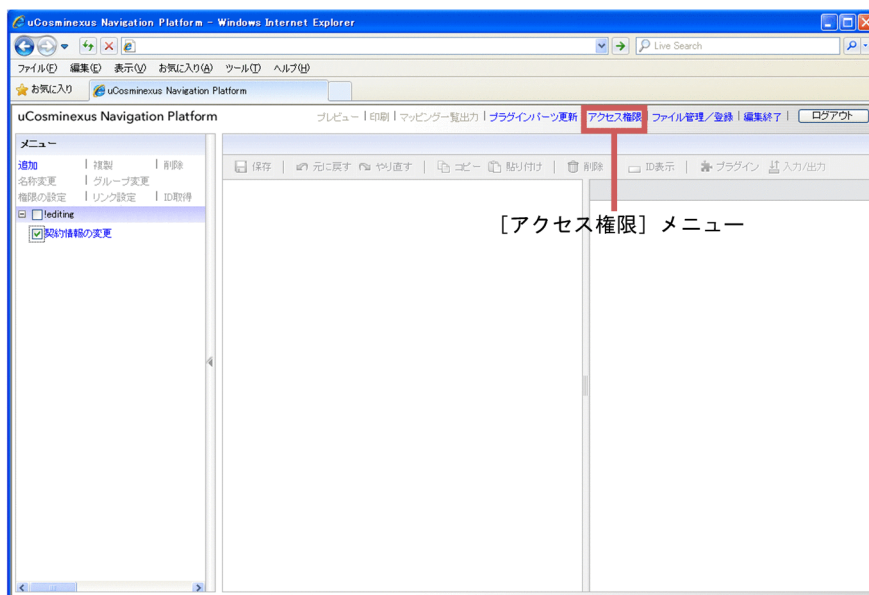 uCosminexus Navigation Platform - Windows Internet Explorer
Live Search
ファイル(F) 編集(E) 表示(V) お気に入り(A) ツール(T) ヘルプ(H)
お気に入り uCosminexus Navigation Platform
uCosminexus Navigation Platform プレビュー | 印刷 | マッピング一覧出力 | プラグインパーツ更新 | アクセス権限 | ファイル管理/登録 | 編集終了 | ログアウト
メニュー
追加 | 複製 | 削除
保存 | 元に戻す やり直す | コピー 貼り付け | 削除 ID表示 | プラグイン 入力/出力
名称変更 | グループ変更
権限の設定 | リンク設定 | ID取得
!editing
契約情報の変更
[アクセス権限] メニュー